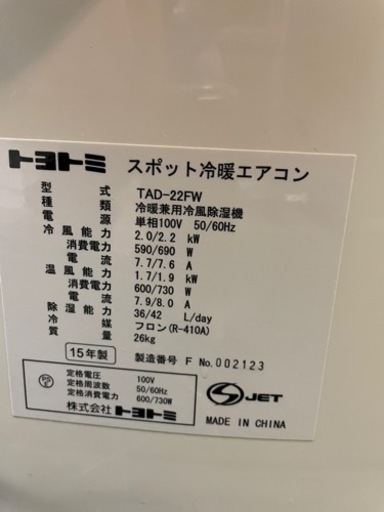 トヨトミ スポット冷暖エアコン
型式 TAD-22FW
種類 冷暖兼用冷風除湿機
電源 単相100V 50/60Hz
冷風能力 2.0/2.2 kW
消費電力 590/690 W
電流 7.7/7.6 A
温風能力 1.7/1.9 kW
消費電力 600/730 W
電流 7.9/8.0 A
除湿能力 36/42 L/day
冷媒 フロン(R-410A)
質量 26kg
15年製 製造番号 F No.002123
PS E
定格電圧 100V
定格周波数 50/60Hz
定格消費電力 600/730W
株式会社トヨトミ
S JET
MADE IN CHINA